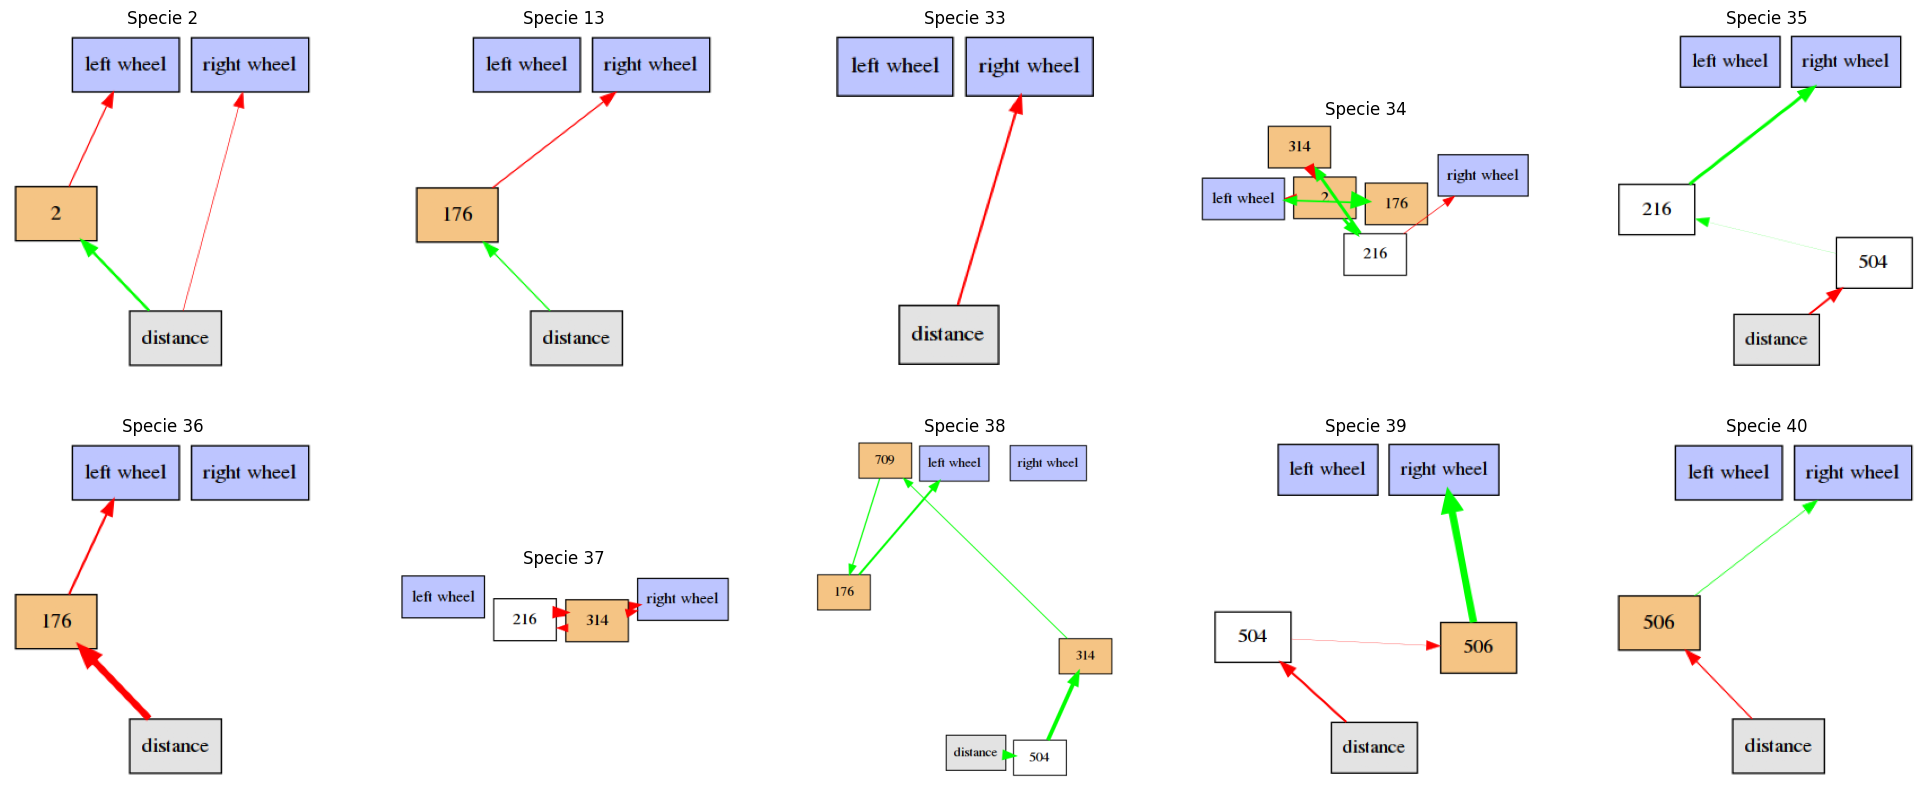 Specie 2
left wheel
right wheel
2
distance
Specie 13
left wheel
right wheel
176
distance
Specie 33
left wheel
right wheel
distance
Specie 34
314
left wheel
2
176
right wheel
216
Specie 35
left wheel
right wheel
216
504
distance
Specie 36
left wheel
right wheel
176
distance
Specie 37
left wheel
216
314
right wheel
Specie 38
709
left wheel
right wheel
176
314
distance
504
Specie 39
left wheel
right wheel
504
506
distance
Specie 40
left wheel
right wheel
506
distance